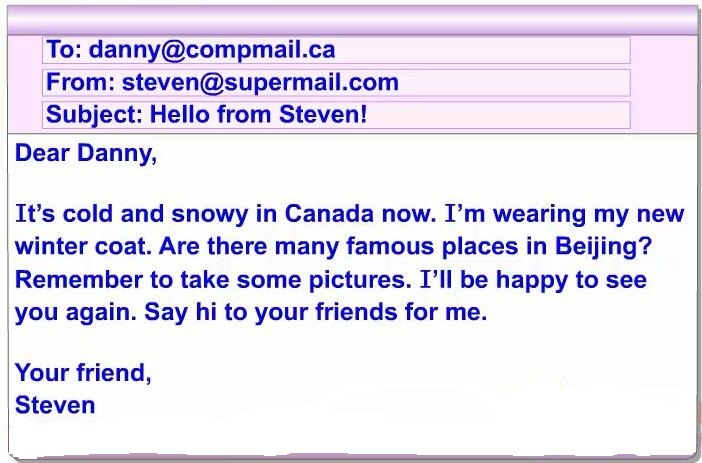 To: danny@compmail.ca
From: steven@supermail.com
Subject: Hello from Steven!
Dear Danny,
It’s cold and snowy in Canada now. I’m wearing my new
winter coat. Are there many famous places in Beijing?
Remember to take some pictures. I’ll be happy to see
you again. Say hi to your friends for me.
Your friend,
Steven